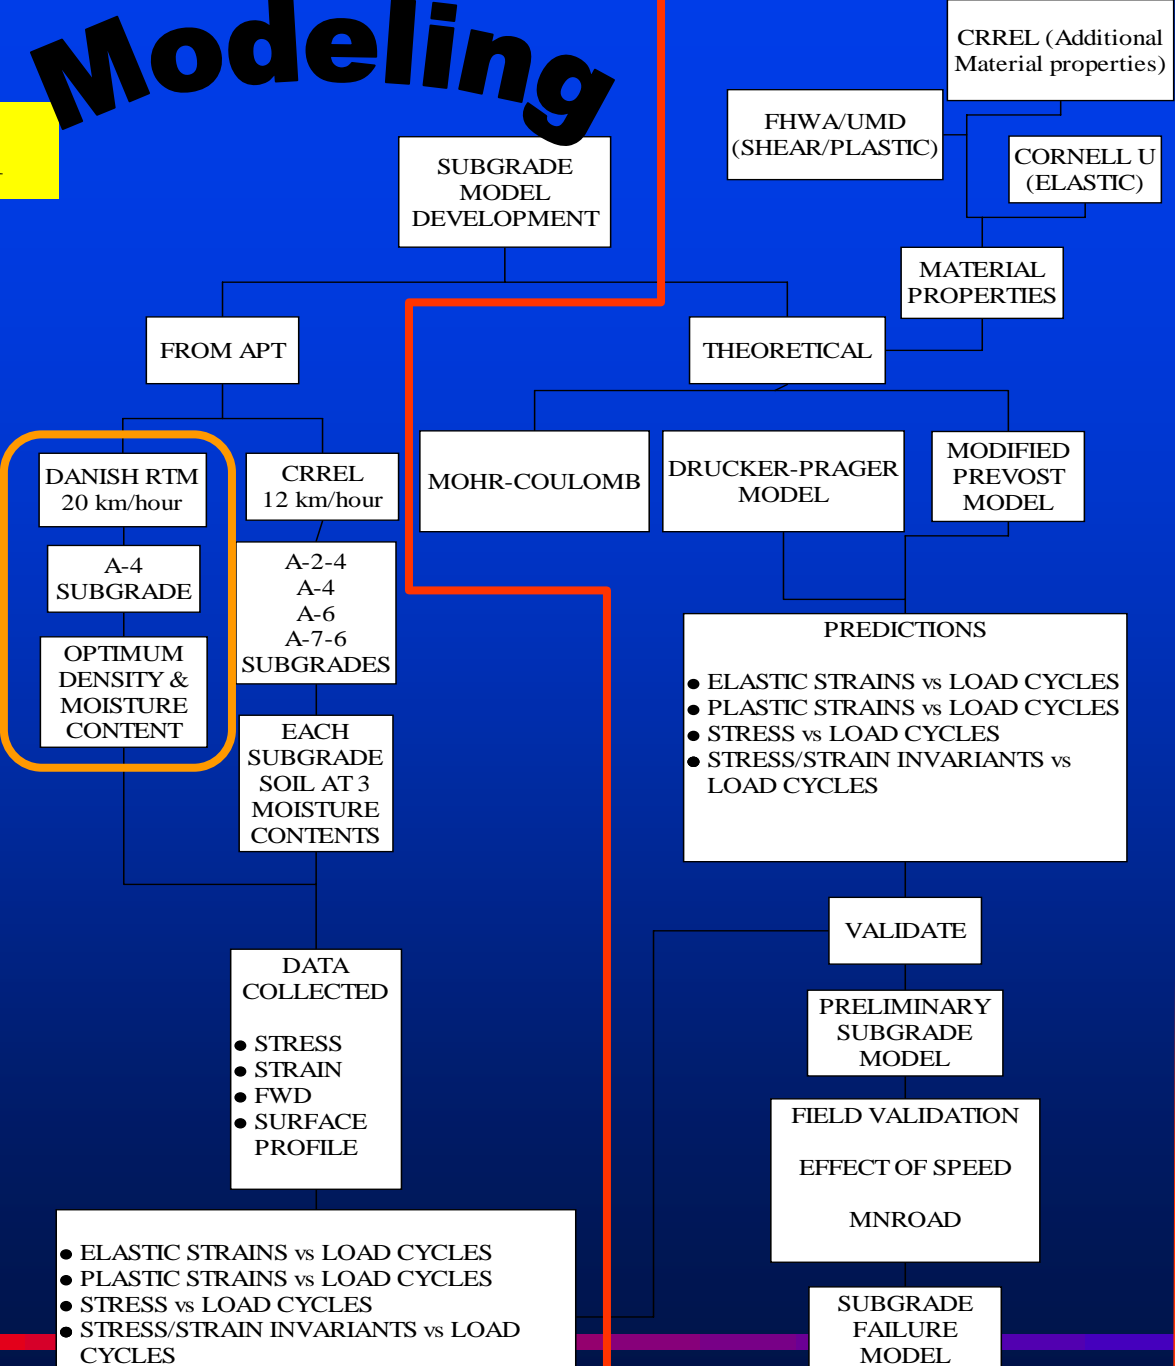 Modeling
CRREL (Additional
Material properties)
FHWA/UMD
(SHEAR/PLASTIC)
CORNELL U
(ELASTIC)
SUBGRADE
MODEL
DEVELOPMENT
MATERIAL
PROPERTIES
FROM APT
THEORETICAL
DANISH RTM
20 km/hour
CRREL
12 km/hour
MOHR-COULOMB
DRUCKER-PRAGER
MODEL
MODIFIED
PREVOST
MODEL
A-4
SUBGRADE
A-2-4
A-4
A-6
A-7-6
SUBGRADES
OPTIMUM
DENSITY &
MOISTURE
CONTENT
EACH
SUBGRADE
SOIL AT 3
MOISTURE
CONTENTS
PREDICTIONS
● ELASTIC STRAINS vs LOAD CYCLES
● PLASTIC STRAINS vs LOAD CYCLES
● STRESS vs LOAD CYCLES
● STRESS/STRAIN INVARIANTS vs
LOAD CYCLES
VALIDATE
DATA
COLLECTED
● STRESS
● STRAIN
● FWD
● SURFACE
PROFILE
PRELIMINARY
SUBGRADE
MODEL
FIELD VALIDATION
EFFECT OF SPEED
MNROAD
● ELASTIC STRAINS vs LOAD CYCLES
● PLASTIC STRAINS vs LOAD CYCLES
● STRESS vs LOAD CYCLES
● STRESS/STRAIN INVARIANTS vs LOAD
CYCLES
SUBGRADE
FAILURE
MODEL